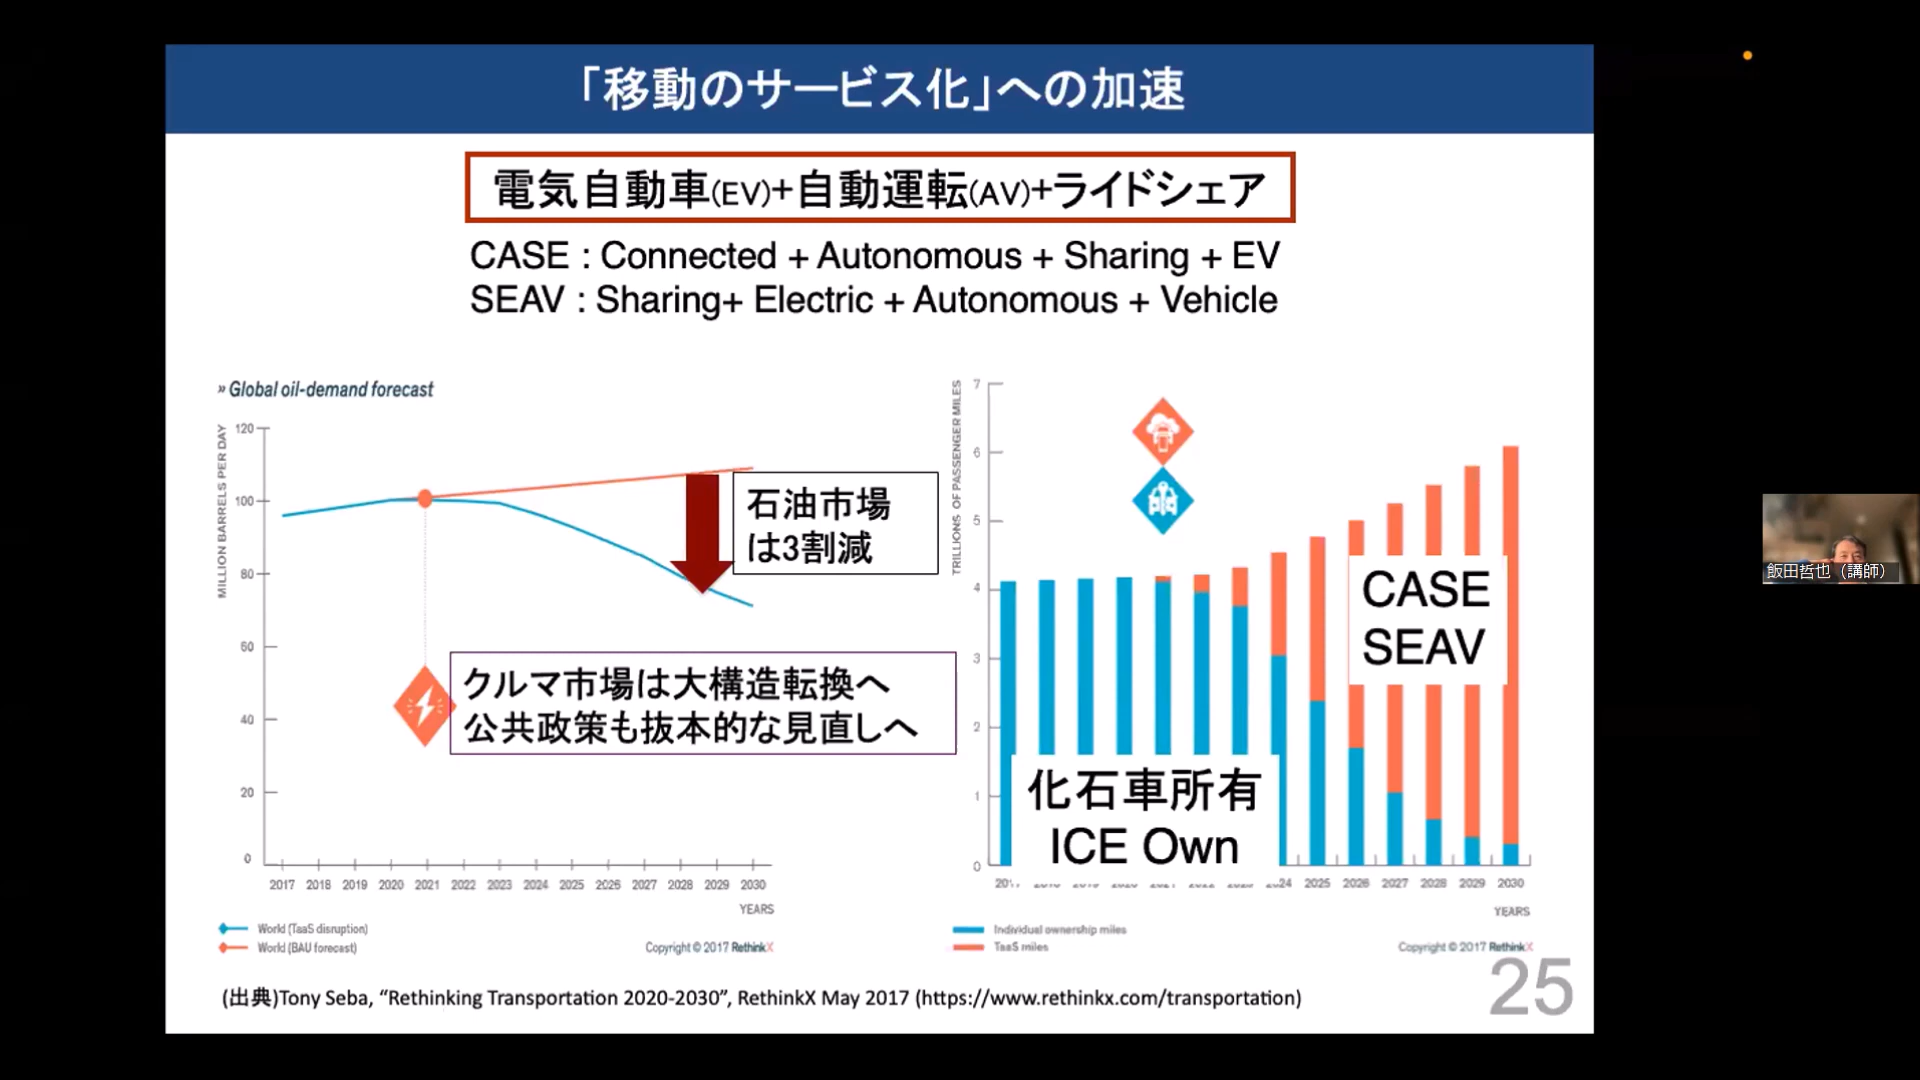 「移動のサービス化」への加速
電気自動車(EV)+自動運転(AV)+ライドシェア
CASE : Connected + Autonomous + Sharing + EV
SEAV : Sharing+ Electric + Autonomous + Vehicle
» Global oil-demand forecast
MILLION BARRELS PER DAY
120
100
80
60
40
20
0
2017 2018 2019 2020 2021 2022 2023 2024 2025 2026 2027 2028 2029 2030
YEARS
石油市場
は3割減
クルマ市場は大構造転換へ
公共政策も抜本的な見直しへ
World (TaaS disruption)
World (BAU forecast)
Copyright © 2017 RethinkX
TRILLIONS OF PASSENGER MILES
7
6
5
4
3
2
1
0
CASE
SEAV
化石車所有
ICE Own
2025 2026 2027 2028 2029 2030
YEARS
Individual ownership miles
TaaS miles
Copyright © 2017 RethinkX
(出典)Tony Seba, “Rethinking Transportation 2020-2030”, RethinkX May 2017 (https://www.rethinkx.com/transportation)
25
飯田哲也（講師）